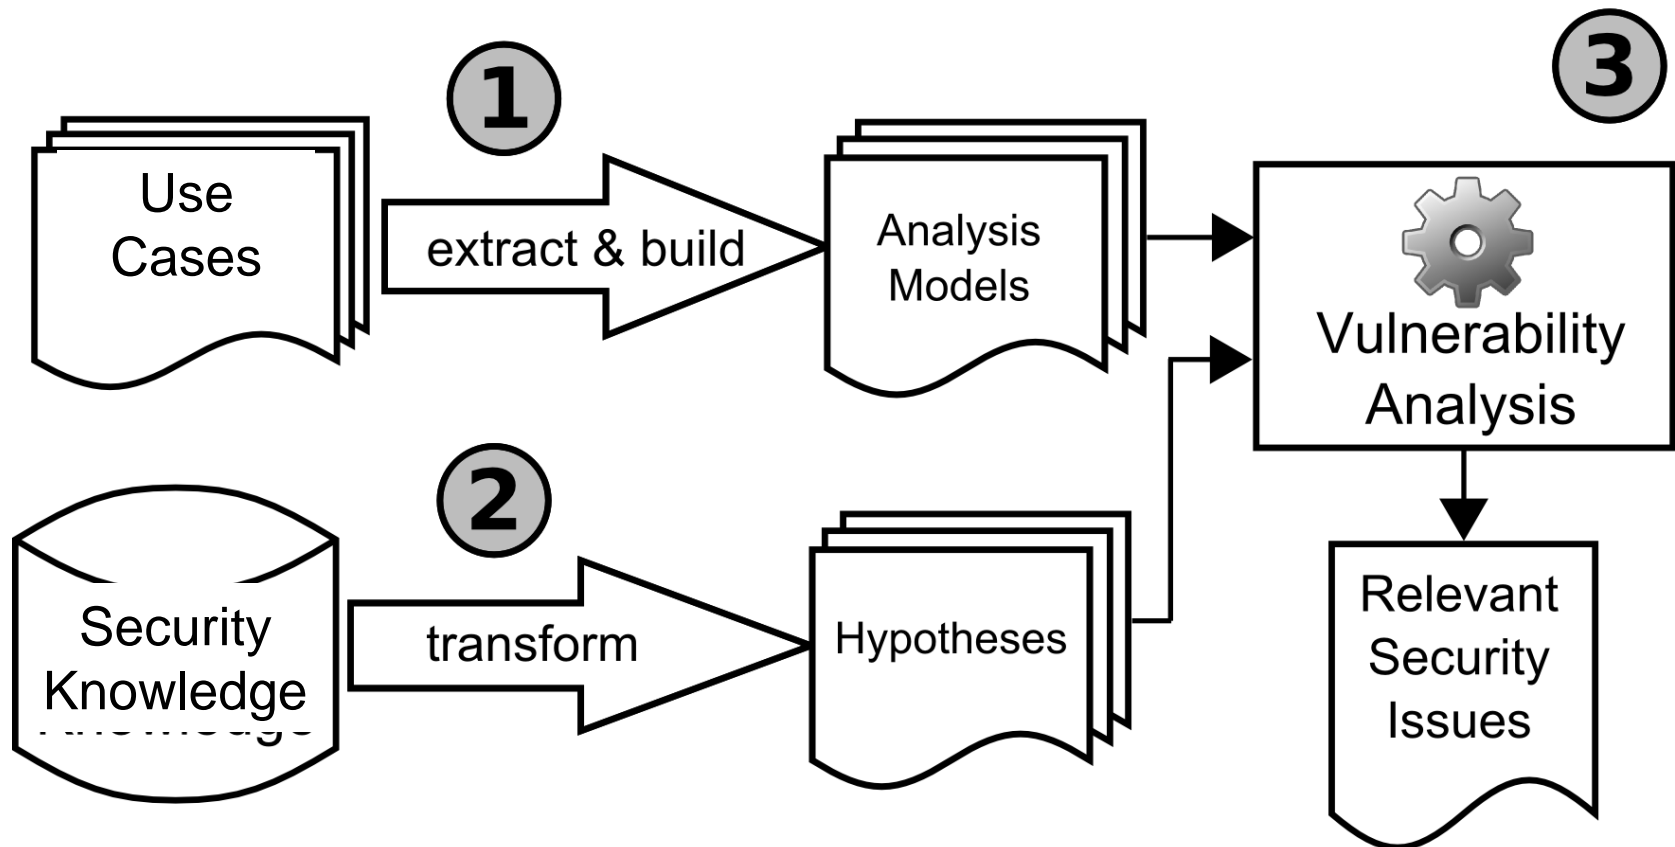 1
3
Use
Cases
extract & build
Analysis
Models
Vulnerability
Analysis
2
Security
Knowledge
transform
Hypotheses
Relevant
Security
Issues